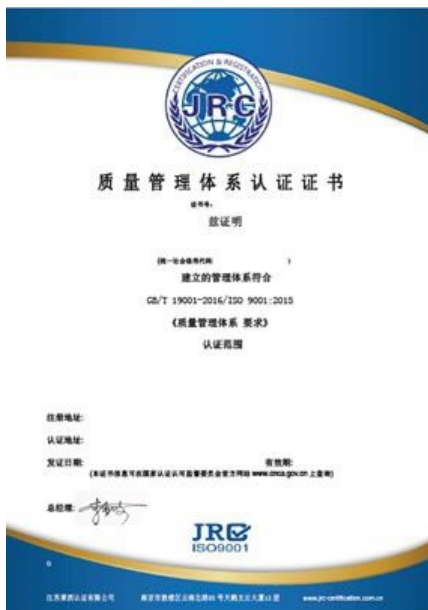 CERTIFICATION & REGISTRATION
JRC
质量管理体系认证证书
证书号:
兹证明
(统一社会信用代码: )
建立的管理体系符合
GB/T 19001-2016/ISO 9001:2015
《质量管理体系 要求》
认证范围
注册地址:
认证地址:
发证日期: 有效期:
(本证书信息可在国家认证认可监督委员会官方网站 www.cnca.gov.cn 上查询)
总经理:
JRC
ISO9001
www.jrc-certification.com.cn